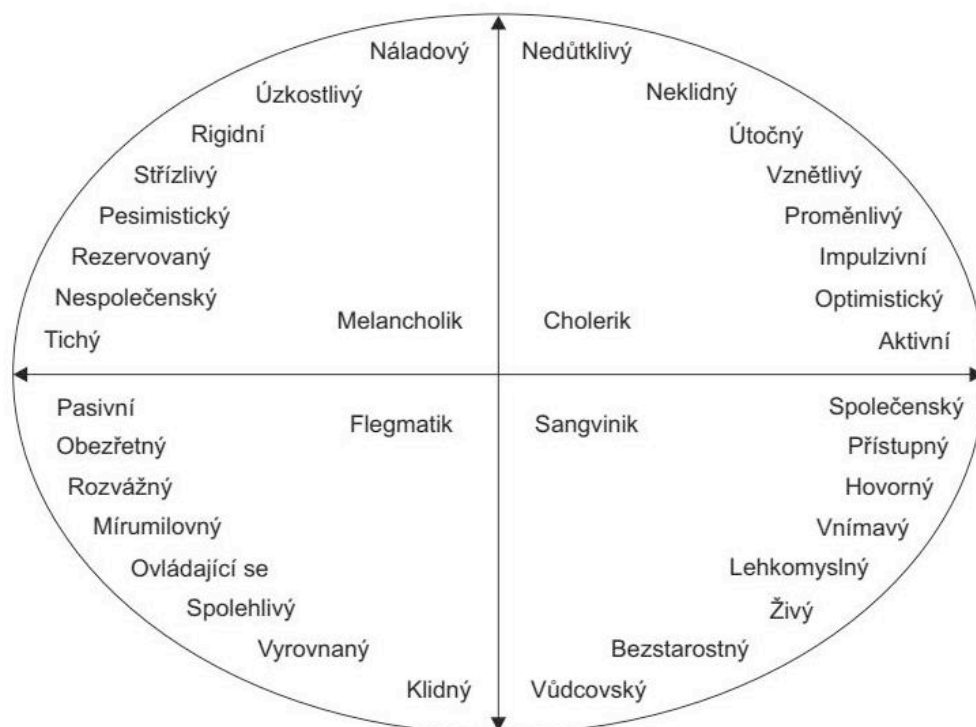 Náladový Nedůtklivý
Úzkostlivý Neklidný
Rigidní Útočný
Střízlivý Vznětlivý
Pesimistický Proměnlivý
Rezervovaný Impulzivní
Nespolečenský Optimistický
Melancholik Cholerik
Tichý Aktivní
Pasivní Společenský
Flegmatik Sangvinik
Obezřetný Přístupný
Rozvážný Hovorný
Mírumilovný Vnímavý
Ovládající se Lehkomyslný
Spolehlivý Živý
Vyrovnaný Bezstarostný
Klidný Vůdcovský